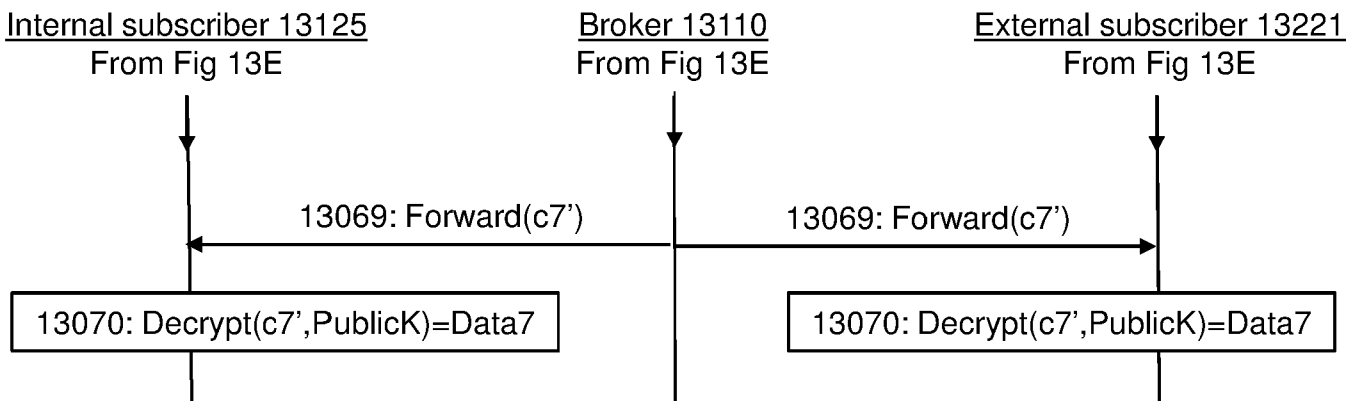 Internal subscriber 13125
From Fig 13E
Broker 13110
From Fig 13E
External subscriber 13221
From Fig 13E
13069: Forward(c7’)
13069: Forward(c7’)
13070: Decrypt(c7’,PublicK)=Data7
13070: Decrypt(c7’,PublicK)=Data7